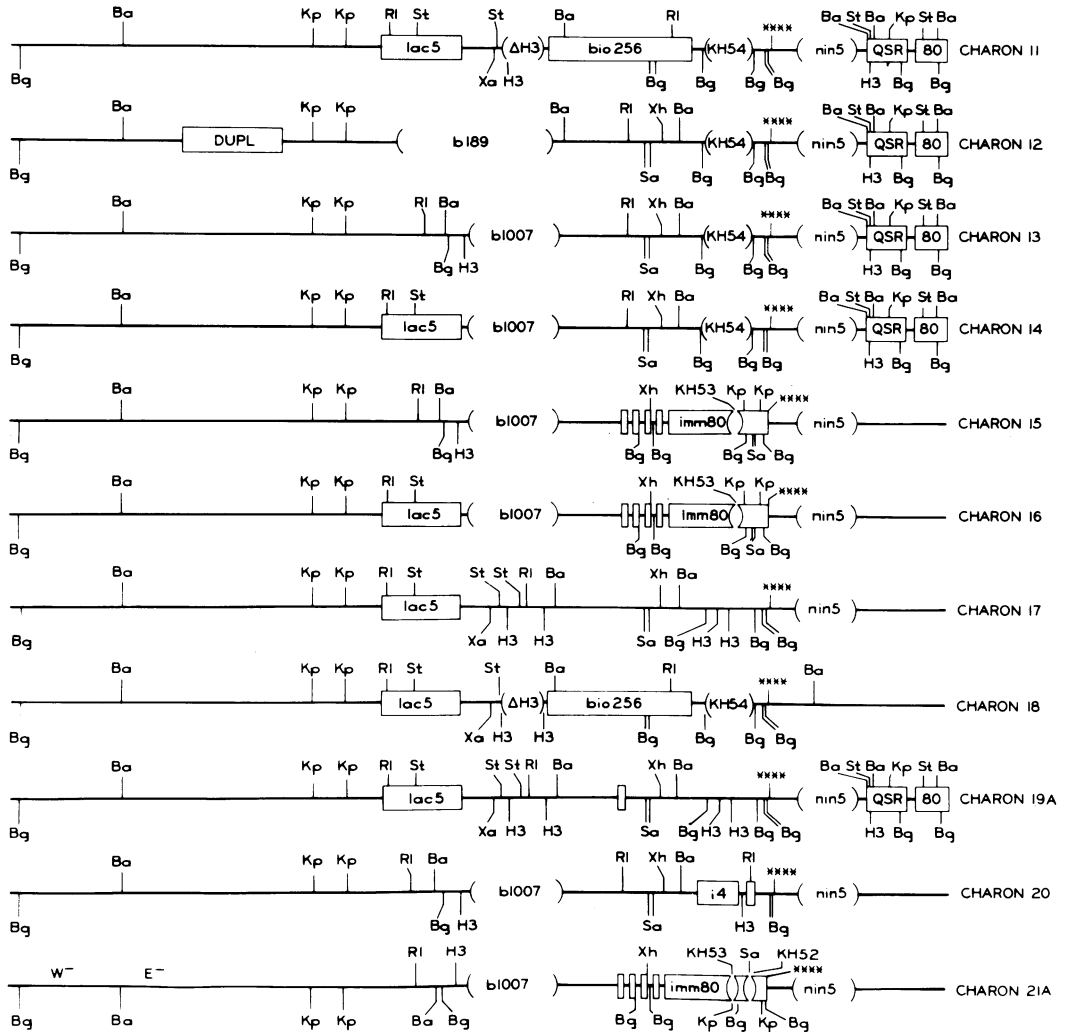 Ba Kp Kp RI St St Ba RI **** Ba St Ba Kp St Ba
lac5 (ΔH3) bio256 (KH54) (nin5) QSR 80 CHARON 11
Bg Xa H3 Bg Bg Bg Bg H3 Bg Bg
Ba Kp Kp Ba RI Xh Ba **** Ba St Ba Kp St Ba
DUPL (b189) (KH54) (nin5) QSR 80 CHARON 12
Bg Sa Bg Bg Bg H3 Bg Bg
Ba Kp Kp RI Ba RI Xh Ba **** Ba St Ba Kp St Ba
(b1007) (KH54) (nin5) QSR 80 CHARON 13
Bg Bg H3 Sa Bg Bg Bg H3 Bg Bg
Ba Kp Kp RI St RI Xh Ba **** Ba St Ba Kp St Ba
lac5 (b1007) (KH54) (nin5) QSR 80 CHARON 14
Bg Sa Bg Bg Bg H3 Bg Bg
Ba Kp Kp RI Ba Xh KH53 Kp Kp ****
(b1007) imm80 (nin5) CHARON 15
Bg Bg H3 Bg Bg Bg Sa Bg
Ba Kp Kp RI St Xh KH53 Kp Kp ****
lac5 (b1007) imm80 (nin5) CHARON 16
Bg Bg Bg Bg Sa Bg
Ba Kp Kp RI St St St RI Ba Xh Ba ****
lac5 (nin5) CHARON 17
Bg Xa H3 H3 Sa Bg H3 H3 Bg Bg
Ba Kp Kp RI St St Ba RI **** Ba
lac5 (ΔH3) bio256 (KH54) CHARON 18
Bg Xa H3 H3 Bg Bg Bg Bg
Ba Kp Kp RI St St St RI Ba Xh Ba **** Ba St Ba Kp St Ba
lac5 (nin5) QSR 80 CHARON 19A
Bg Xa H3 H3 Sa Bg H3 H3 Bg Bg H3 Bg Bg
Ba Kp Kp RI Ba RI Xh Ba RI ****
(b1007) i4 (nin5) CHARON 20
Bg Bg H3 Sa H3 Bg
W⁻ E⁻ RI H3 Xh KH53 Sa KH52 ****
(b1007) imm80 (nin5) CHARON 21A
Bg Ba Kp Kp Ba Bg Bg Bg Kp Bg Kp Bg